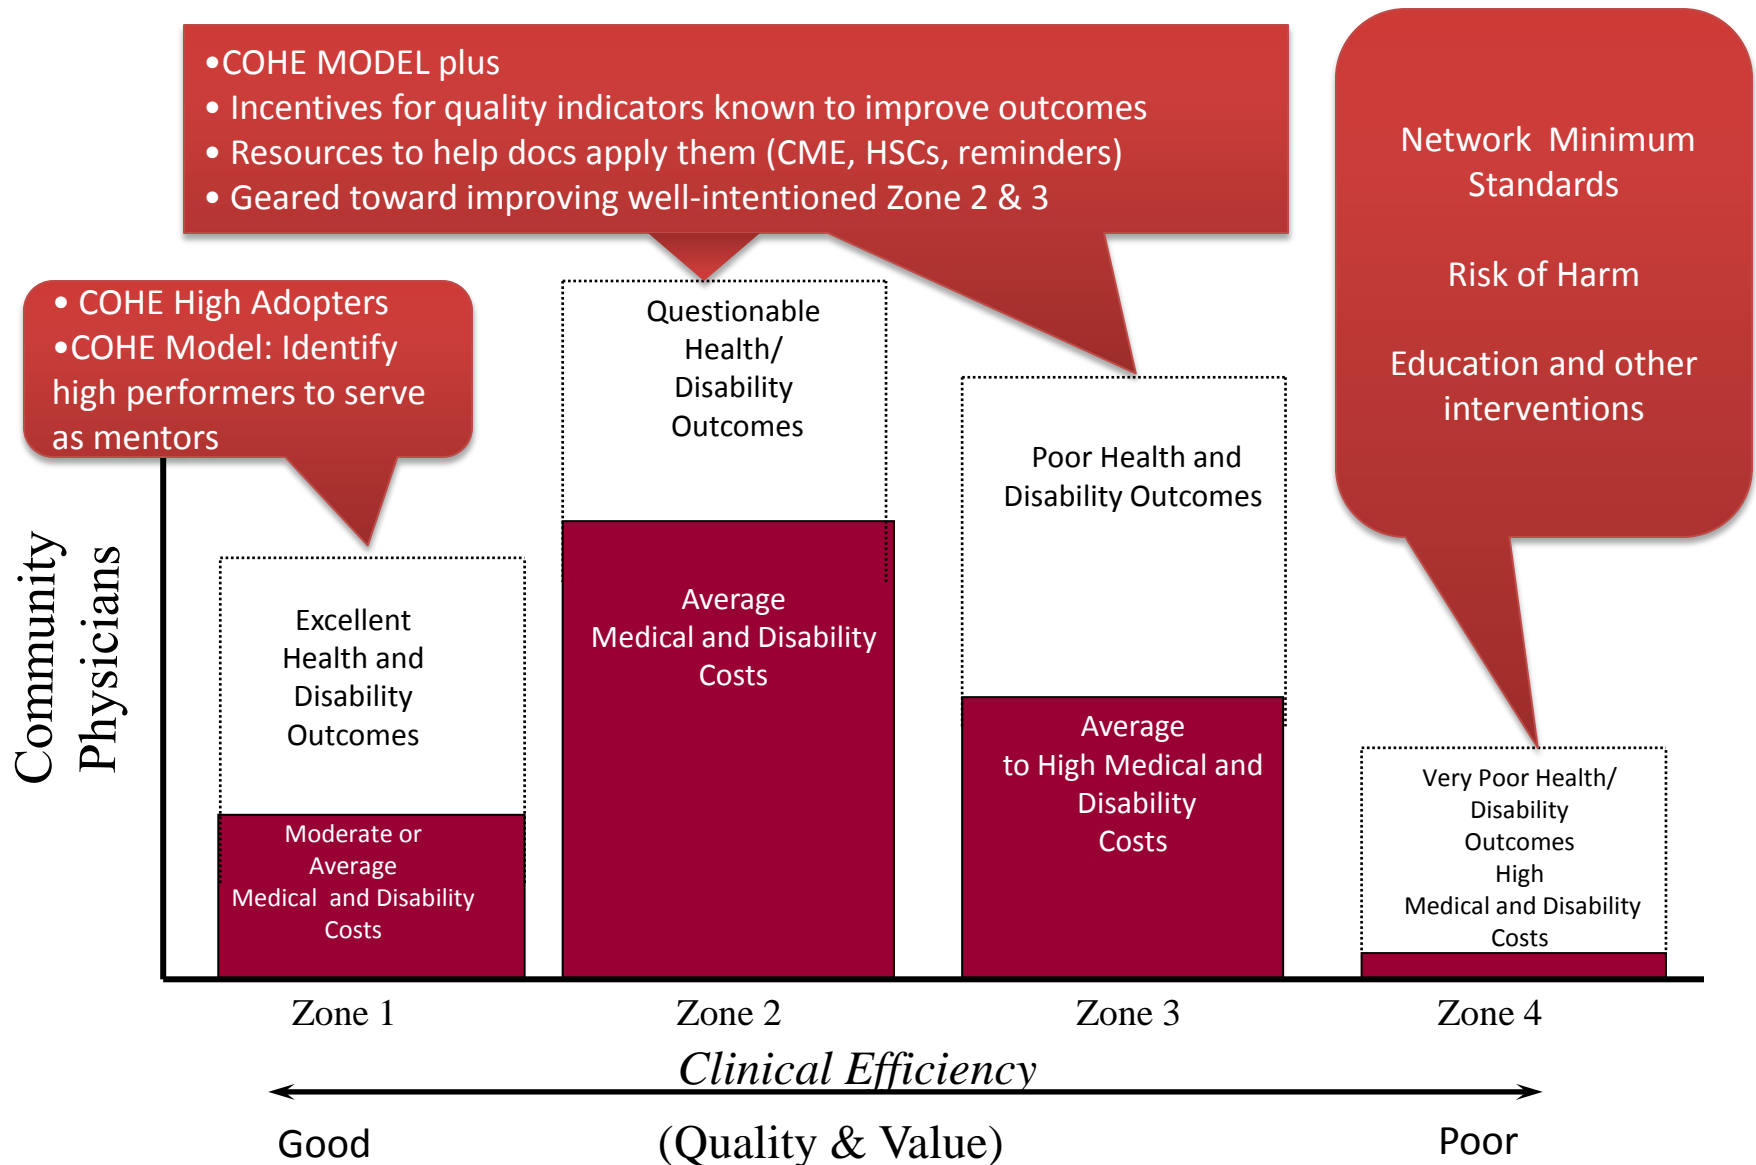 •COHE MODEL plus
• Incentives for quality indicators known to improve outcomes
• Resources to help docs apply them (CME, HSCs, reminders)
• Geared toward improving well-intentioned Zone 2 & 3
Network Minimum
Standards
Risk of Harm
Education and other
interventions
• COHE High Adopters
•COHE Model: Identify
high performers to serve
as mentors
Community
Physicians
Excellent
Health and
Disability
Outcomes
Moderate or
Average
Medical and Disability
Costs
Questionable
Health/
Disability
Outcomes
Average
Medical and Disability
Costs
Poor Health and
Disability Outcomes
Average
to High Medical and
Disability
Costs
Very Poor Health/
Disability
Outcomes
High
Medical and Disability
Costs
Zone 1
Zone 2
Zone 3
Zone 4
Clinical Efficiency
Good
(Quality & Value)
Poor